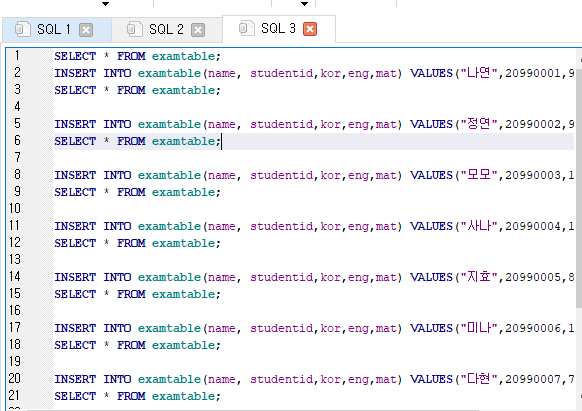 SQL 1 SQL 2 SQL 3
1 SELECT * FROM examtable;
2 INSERT INTO examtable(name, studentid,kor,eng,mat) VALUES("나연",20990001,9
3 SELECT * FROM examtable;
4
5 INSERT INTO examtable(name, studentid,kor,eng,mat) VALUES("정연",20990002,9
6 SELECT * FROM examtable;
7
8 INSERT INTO examtable(name, studentid,kor,eng,mat) VALUES("모모",20990003,1
9 SELECT * FROM examtable;
10
11 INSERT INTO examtable(name, studentid,kor,eng,mat) VALUES("사나",20990004,1
12 SELECT * FROM examtable;
13
14 INSERT INTO examtable(name, studentid,kor,eng,mat) VALUES("지효",20990005,8
15 SELECT * FROM examtable;
16
17 INSERT INTO examtable(name, studentid,kor,eng,mat) VALUES("미나",20990006,1
18 SELECT * FROM examtable;
19
20 INSERT INTO examtable(name, studentid,kor,eng,mat) VALUES("다현",20990007,7
21 SELECT * FROM examtable;